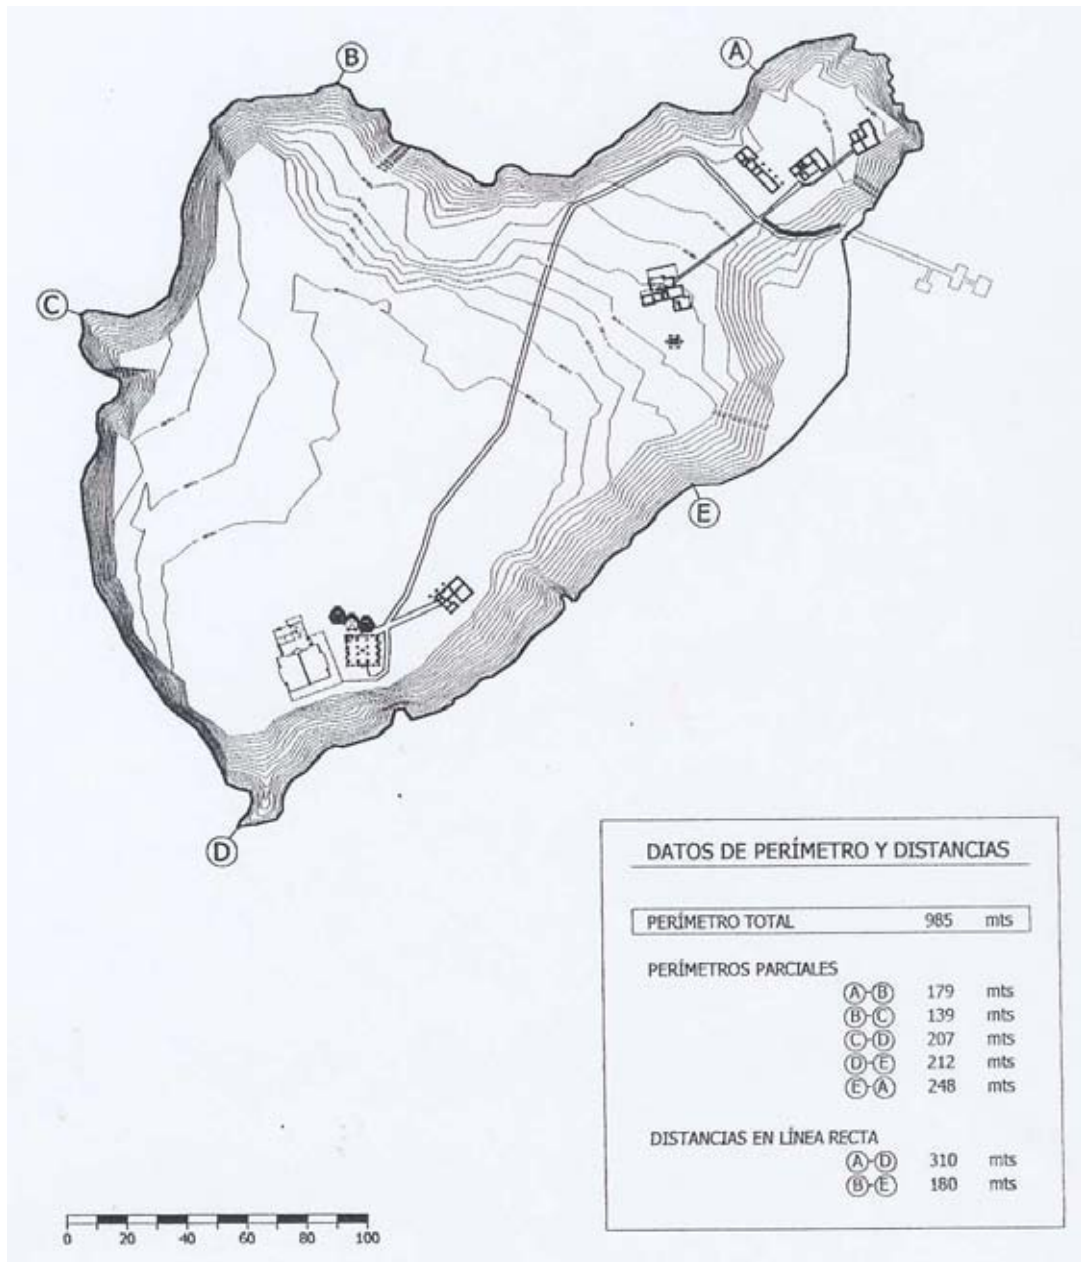 B
A
C
E
D
DATOS DE PERÍMETRO Y DISTANCIAS
PERÍMETRO TOTAL 985 mts
PERÍMETROS PARCIALES
A-B 179 mts
B-C 139 mts
C-D 207 mts
D-E 212 mts
E-A 248 mts
DISTANCIAS EN LÍNEA RECTA
A-D 310 mts
B-E 180 mts
0 20 40 60 80 100